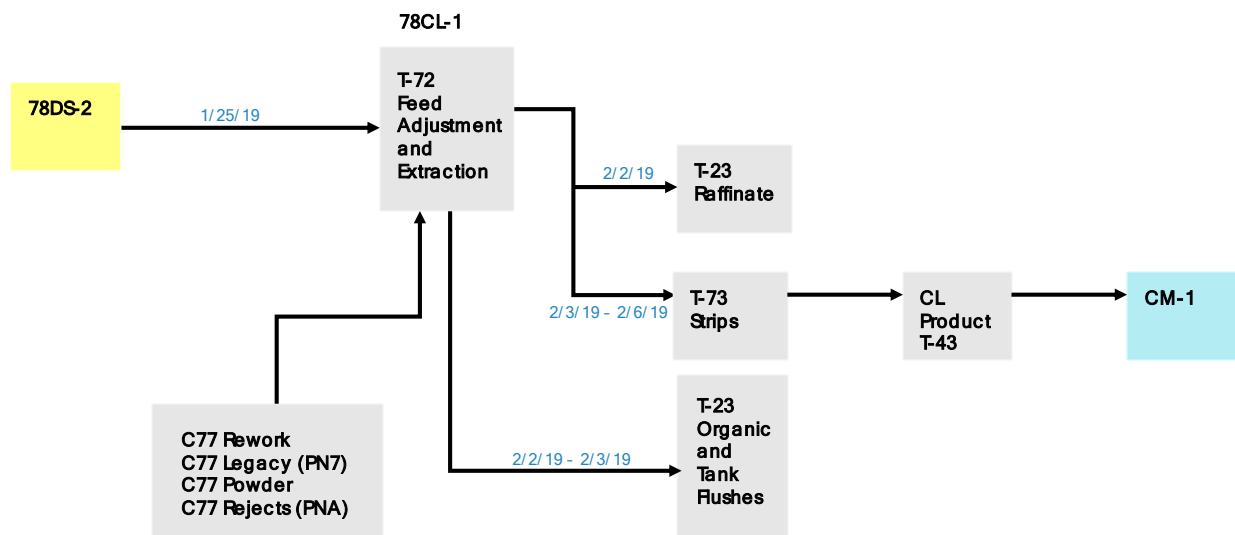 78CL-1
78DS-2
1/25/19
T-72
Feed
Adjustment
and
Extraction
2/2/19
T-23
Raffinate
2/3/19 - 2/6/19
T-73
Strips
CL
Product
T-43
CM-1
C77 Rework
C77 Legacy (PN7)
C77 Powder
C77 Rejects (PNA)
2/2/19 - 2/3/19
T-23
Organic
and
Tank
Flushes